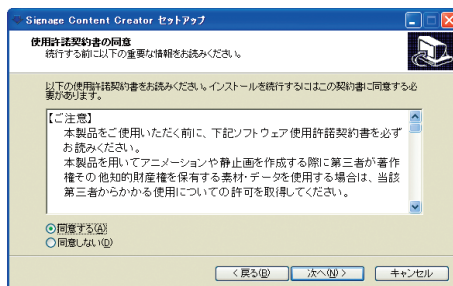 Signage Content Creator セットアップ
使用許諾契約書の同意
続行する前に以下の重要な情報をお読みください。
以下の使用許諾契約書をお読みください。インストールを続行するにはこの契約書に同意する必
要があります。
【ご注意】
本製品をご使用いただく前に、下記ソフトウェア使用許諾契約書を必ず
お読みください。
本製品を用いてアニメーションや静止画を作成する際に第三者が著作
権その他知的財産権を保有する素材・データを使用する場合は、当該
第三者からかかる使用についての許可を取得してください。
同意する(A)
同意しない(D)
< 戻る(B)
次へ(N) >
キャンセル